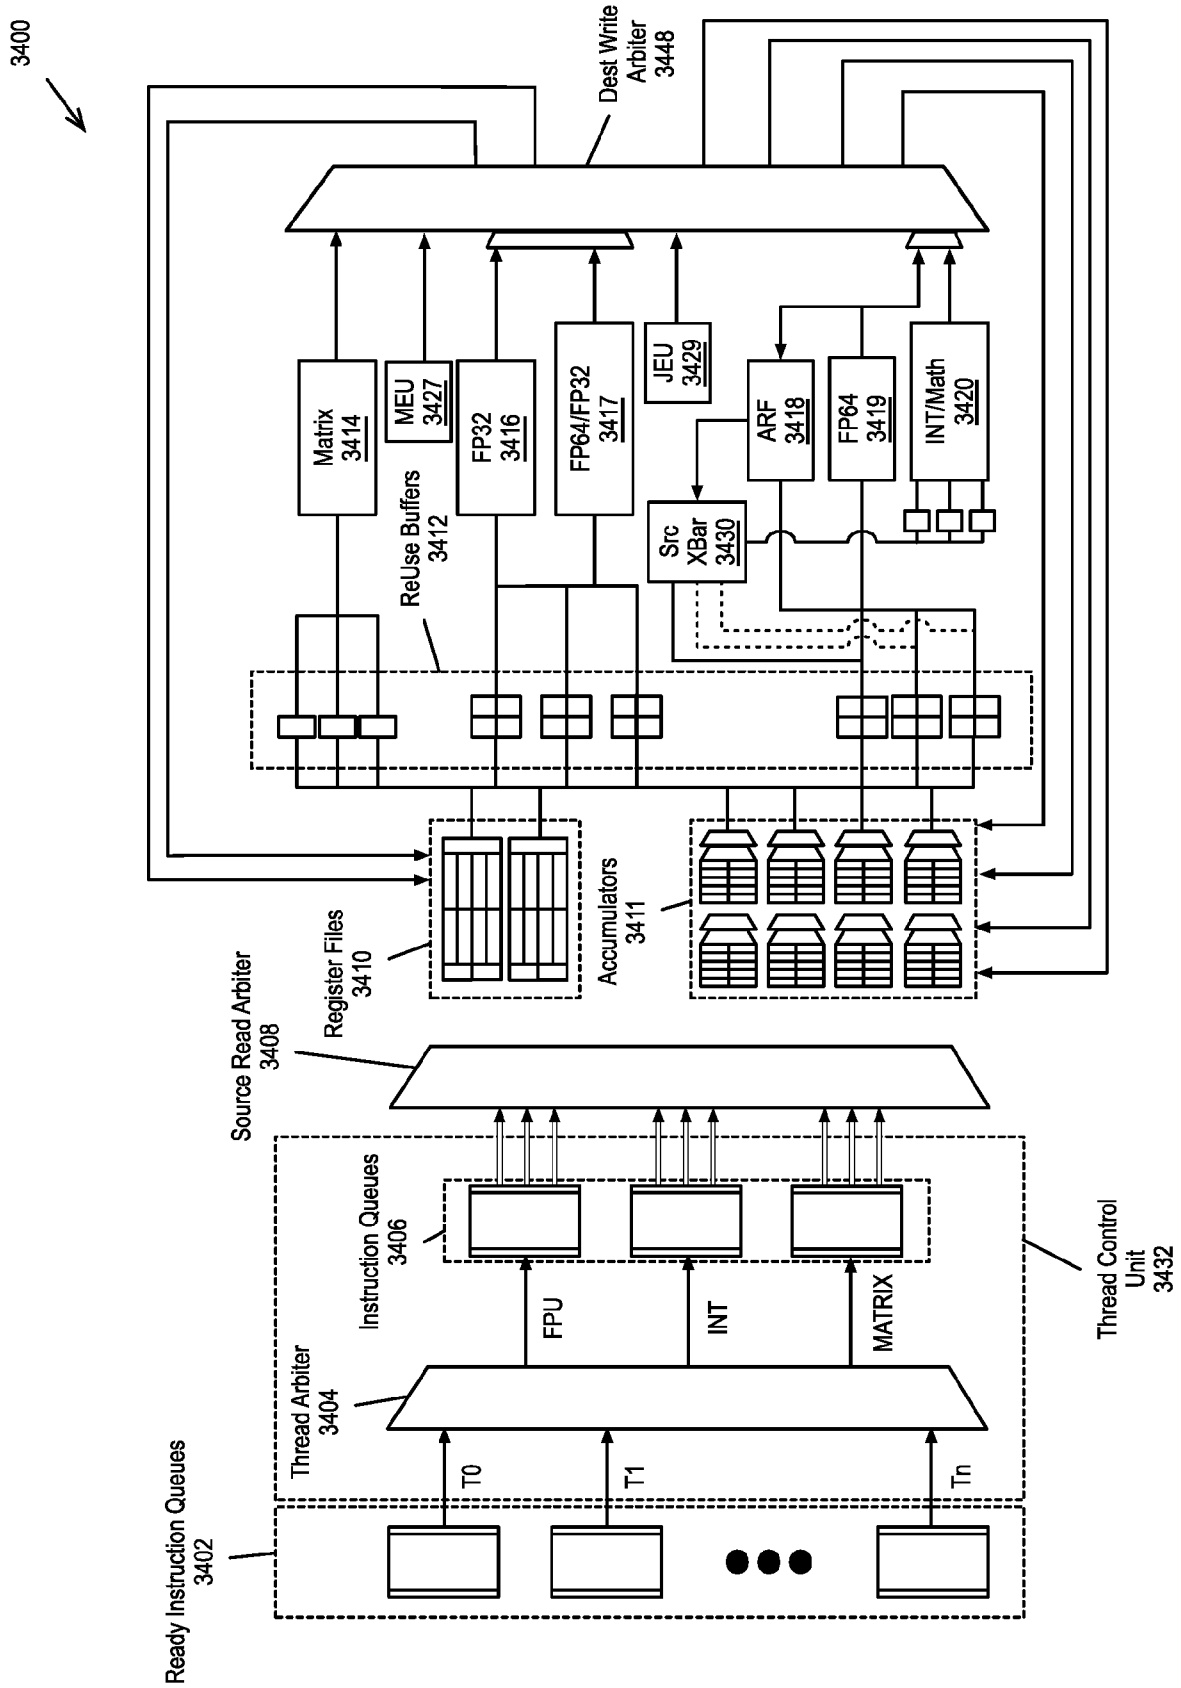 3400
Ready Instruction Queues
3402
T0
T1
Tn
Thread Arbiter
3404
FPU
INT
MATRIX
Instruction Queues
3406
Thread Control
Unit
3432
Source Read Arbiter
3408
Register Files
3410
Accumulators
3411
ReUse Buffers
3412
Matrix
3414
MEU
3427
FP32
3416
FP64/FP32
3417
JEU
3429
Src
XBar
3430
ARF
3418
FP64
3419
INT/Math
3420
Dest Write
Arbiter
3448